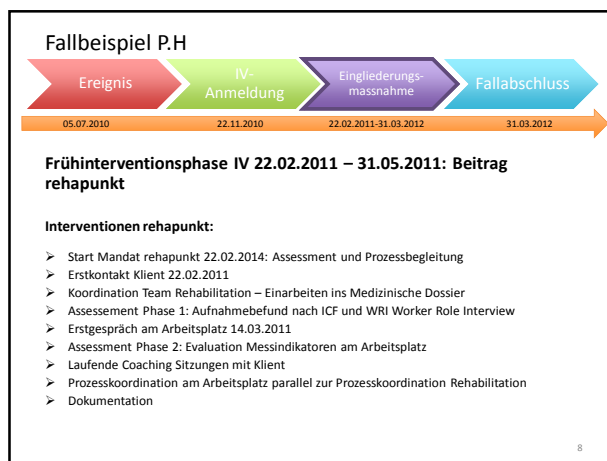 Fallbeispiel P.H
Ereignis
IV-
Anmeldung
Eingliederungs-
massnahme
Fallabschluss
05.07.2010 22.11.2010 22.02.2011-31.03.2012 31.03.2012
Frühinterventionsphase IV 22.02.2011 – 31.05.2011: Beitrag
rehapunkt
Interventionen rehapunkt:
➢ Start Mandat rehapunkt 22.02.2014: Assessment und Prozessbegleitung
➢ Erstkontakt Klient 22.02.2011
➢ Koordination Team Rehabilitation – Einarbeiten ins Medizinische Dossier
➢ Assessement Phase 1: Aufnahmebefund nach ICF und WRI Worker Role Interview
➢ Erstgespräch am Arbeitsplatz 14.03.2011
➢ Assessment Phase 2: Evaluation Messindikatoren am Arbeitsplatz
➢ Laufende Coaching Sitzungen mit Klient
➢ Prozesskoordination am Arbeitsplatz parallel zur Prozesskoordination Rehabilitation
➢ Dokumentation
8